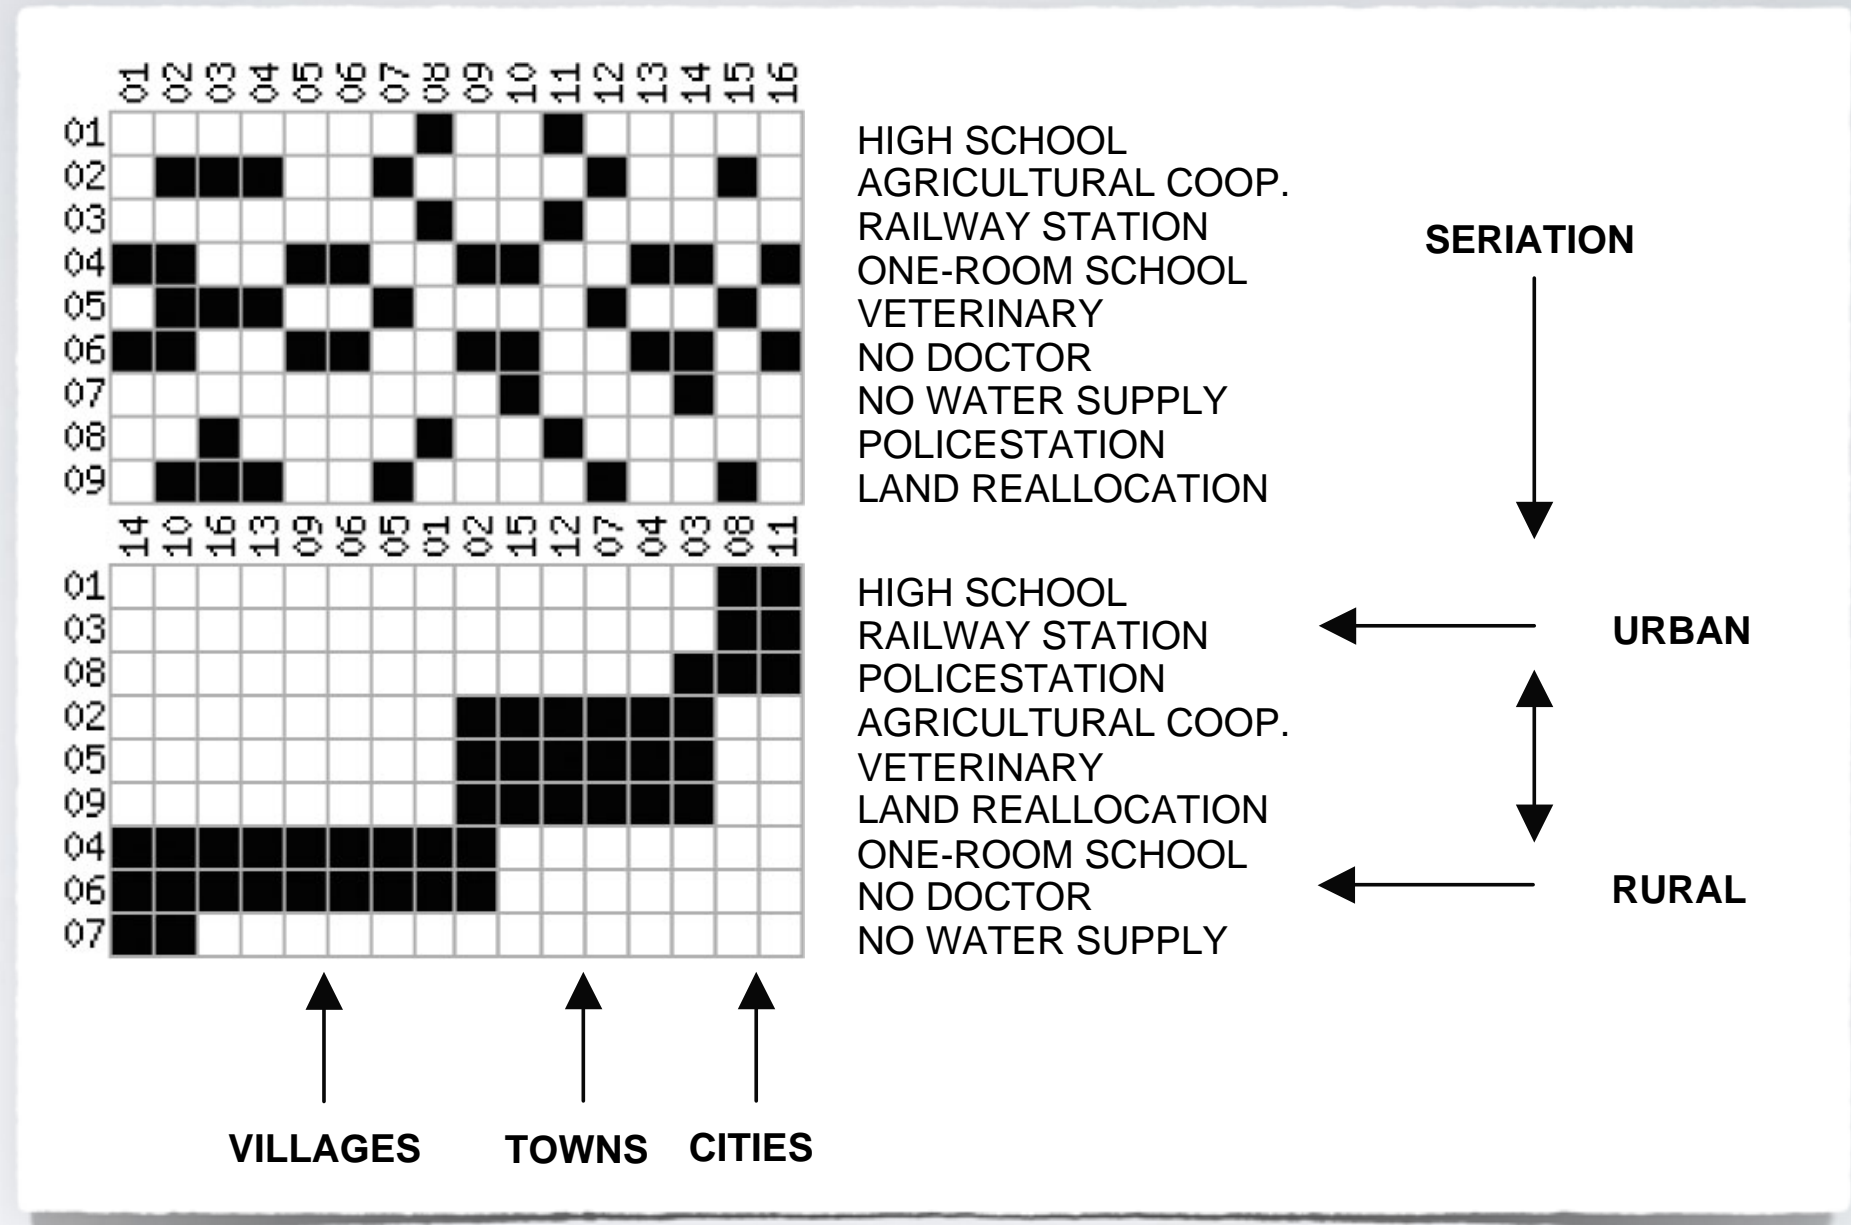 01 02 03 04 05 06 07 08 09 10 11 12 13 14 15 16
01 HIGH SCHOOL
02 AGRICULTURAL COOP.
03 RAILWAY STATION
04 ONE-ROOM SCHOOL
05 VETERINARY
06 NO DOCTOR
07 NO WATER SUPPLY
08 POLICESTATION
09 LAND REALLOCATION
SERIATION
14 10 16 13 09 06 05 01 02 15 12 07 04 03 08 11
01 HIGH SCHOOL
03 RAILWAY STATION
08 POLICESTATION
02 AGRICULTURAL COOP.
05 VETERINARY
09 LAND REALLOCATION
04 ONE-ROOM SCHOOL
06 NO DOCTOR
07 NO WATER SUPPLY
URBAN
RURAL
VILLAGES TOWNS CITIES